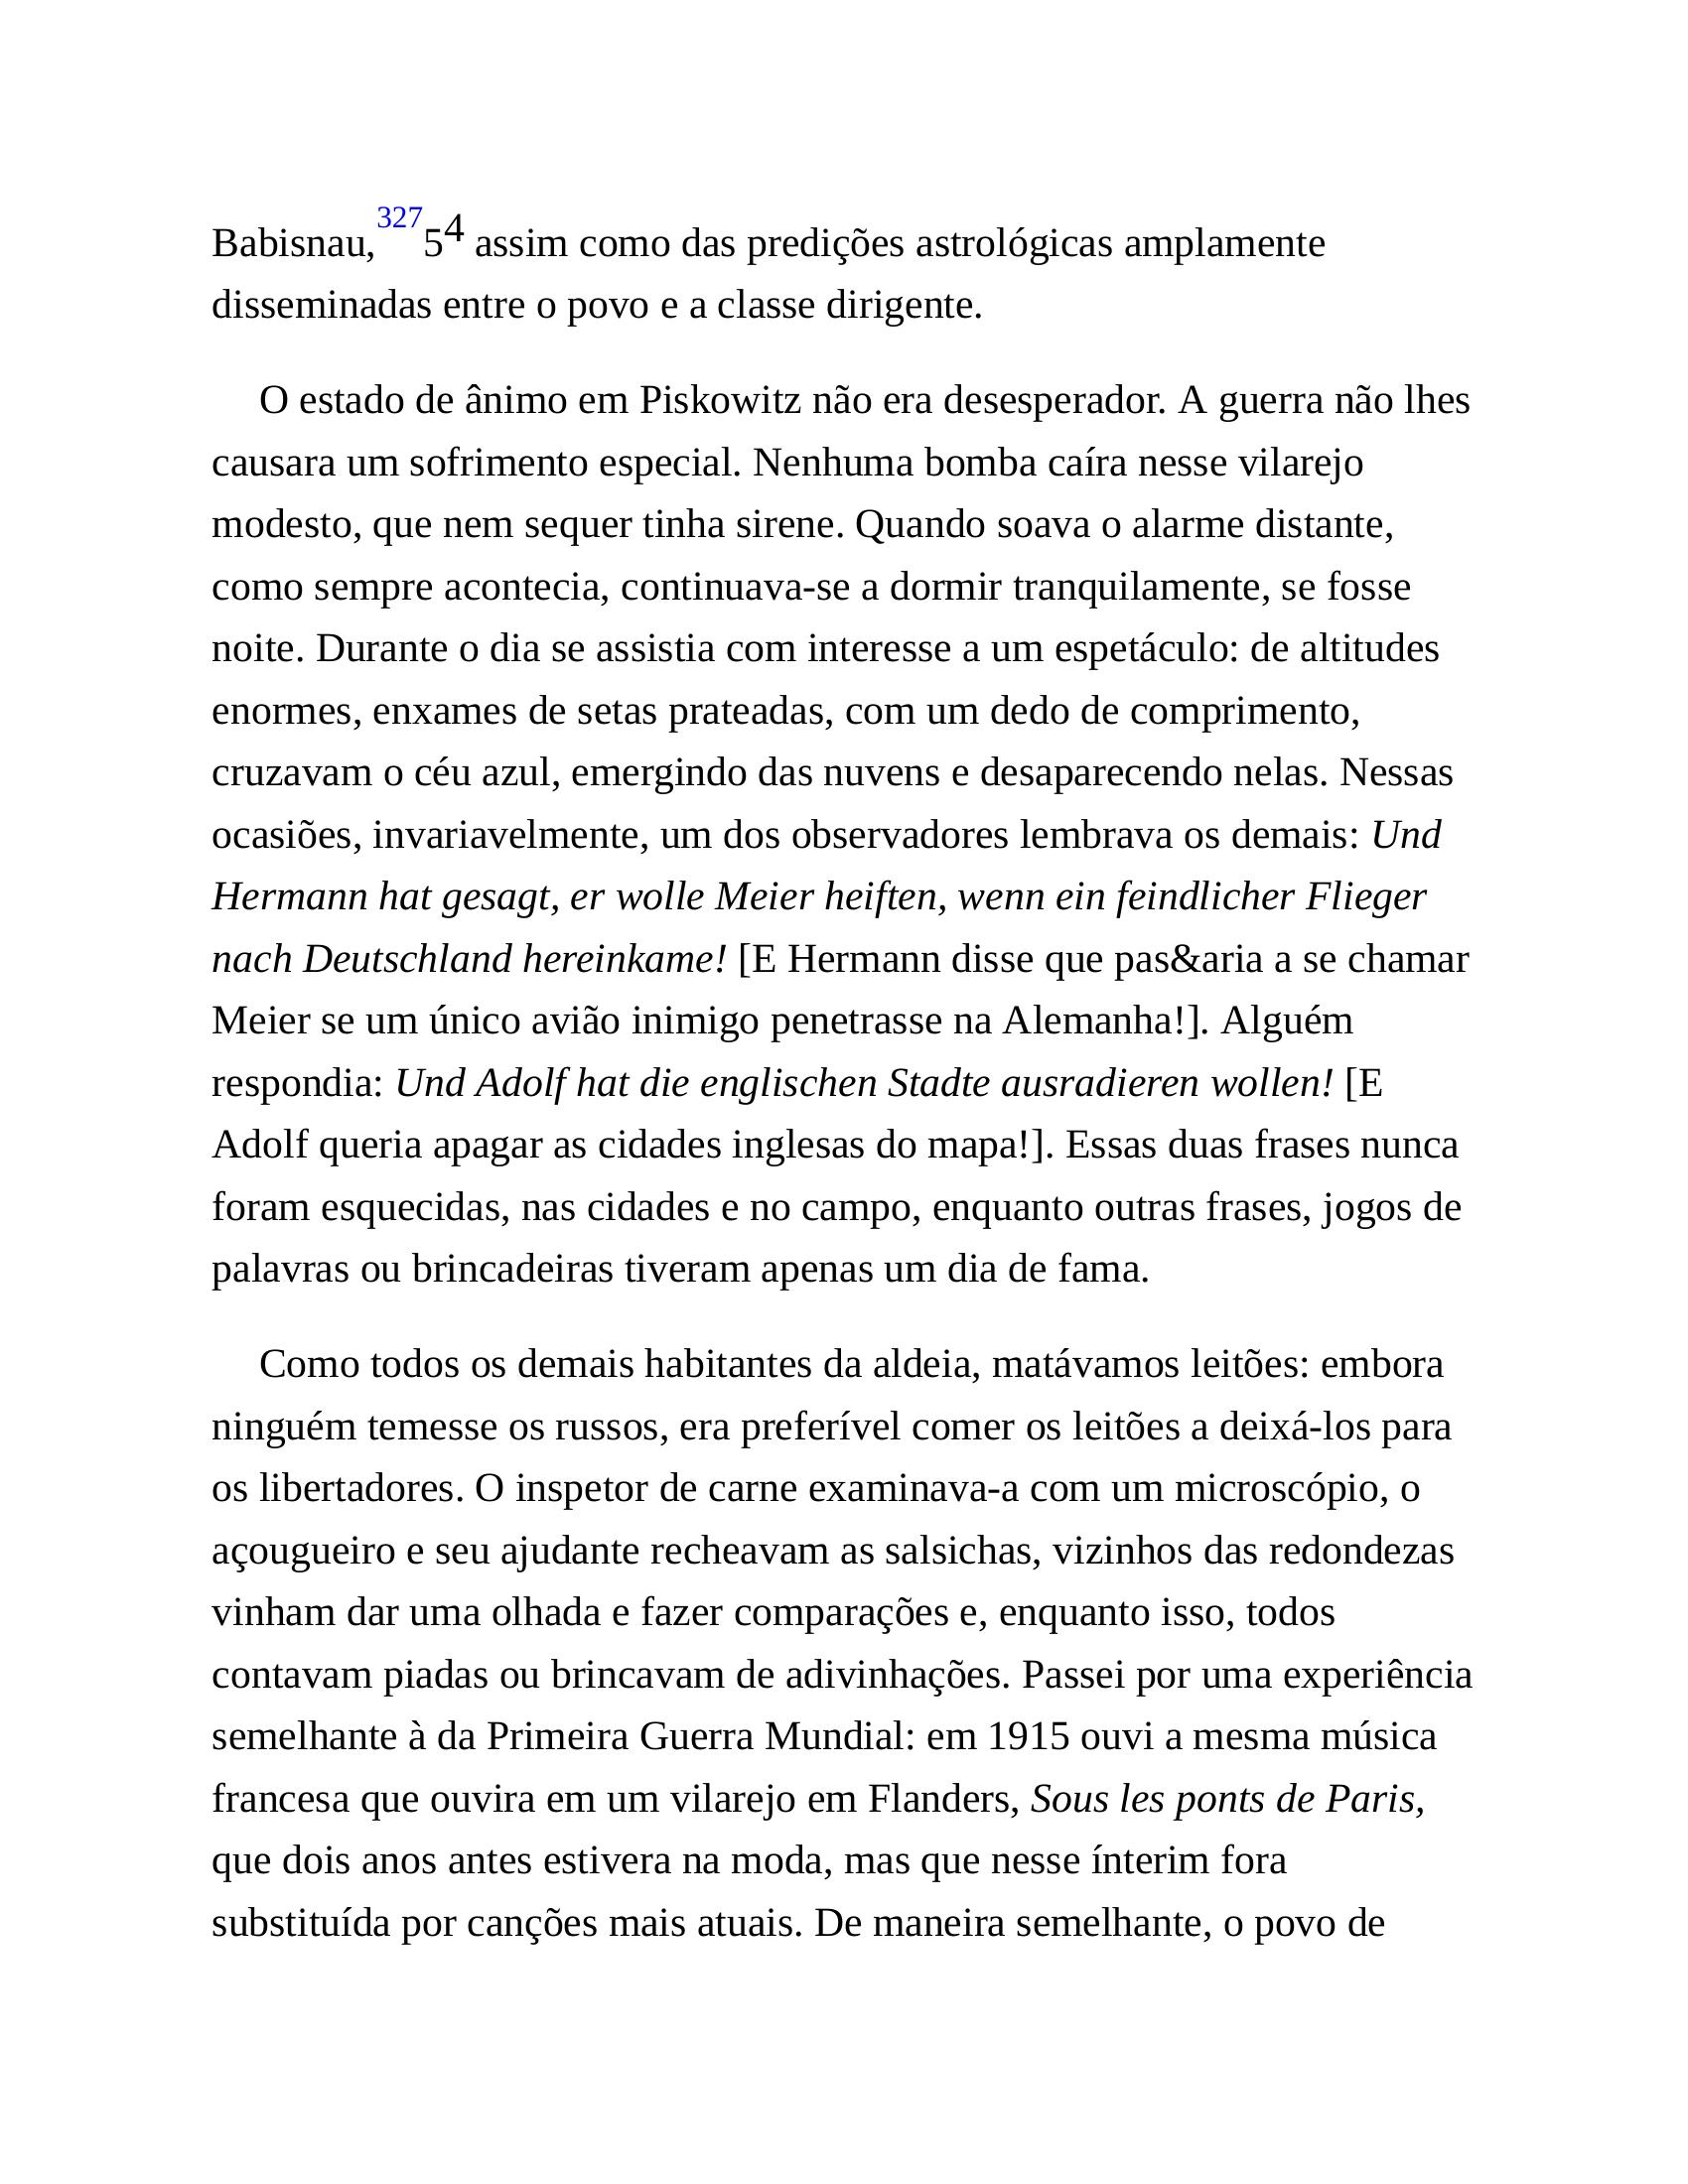 Babisnau,32754 assim como das predições astrológicas amplamente
disseminadas entre o povo e a classe dirigente.
O estado de ânimo em Piskowitz não era desesperador. A guerra não lhes
causara um sofrimento especial. Nenhuma bomba caíra nesse vilarejo
modesto, que nem sequer tinha sirene. Quando soava o alarme distante,
como sempre acontecia, continuava-se a dormir tranquilamente, se fosse
noite. Durante o dia se assistia com interesse a um espetáculo: de altitudes
enormes, enxames de setas prateadas, com um dedo de comprimento,
cruzavam o céu azul, emergindo das nuvens e desaparecendo nelas. Nessas
ocasiões, invariavelmente, um dos observadores lembrava os demais: Und
Hermann hat gesagt, er wolle Meier heiften, wenn ein feindlicher Flieger
nach Deutschland hereinkame! [E Hermann disse que pas&aria a se chamar
Meier se um único avião inimigo penetrasse na Alemanha!]. Alguém
respondia: Und Adolf hat die englischen Stadte ausradieren wollen! [E
Adolf queria apagar as cidades inglesas do mapa!]. Essas duas frases nunca
foram esquecidas, nas cidades e no campo, enquanto outras frases, jogos de
palavras ou brincadeiras tiveram apenas um dia de fama.
Como todos os demais habitantes da aldeia, matávamos leitões: embora
ninguém temesse os russos, era preferível comer os leitões a deixá-los para
os libertadores. O inspetor de carne examinava-a com um microscópio, o
açougueiro e seu ajudante recheavam as salsichas, vizinhos das redondezas
vinham dar uma olhada e fazer comparações e, enquanto isso, todos
contavam piadas ou brincavam de adivinhações. Passei por uma experiência
semelhante à da Primeira Guerra Mundial: em 1915 ouvi a mesma música
francesa que ouvira em um vilarejo em Flanders, Sous les ponts de Paris,
que dois anos antes estivera na moda, mas que nesse ínterim fora
substituída por canções mais atuais. De maneira semelhante, o povo de